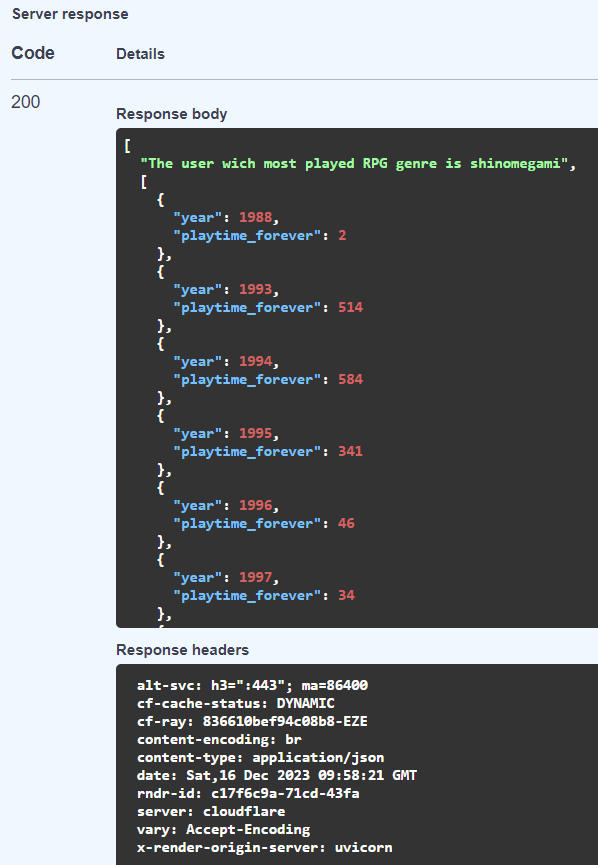 Server response
Code Details
200
Response body
[
"The user wich most played RPG genre is shinomegami",
[
{
"year": 1988,
"playtime_forever": 2
},
{
"year": 1993,
"playtime_forever": 514
},
{
"year": 1994,
"playtime_forever": 584
},
{
"year": 1995,
"playtime_forever": 341
},
{
"year": 1996,
"playtime_forever": 46
},
{
"year": 1997,
"playtime_forever": 34
},
{
Response headers
alt-svc: h3=":443"; ma=86400
cf-cache-status: DYNAMIC
cf-ray: 836610bef94c08b8-EZE
content-encoding: br
content-type: application/json
date: Sat,16 Dec 2023 09:58:21 GMT
rndr-id: c17f6c9a-71cd-43fa
server: cloudflare
vary: Accept-Encoding
x-render-origin-server: uvicorn